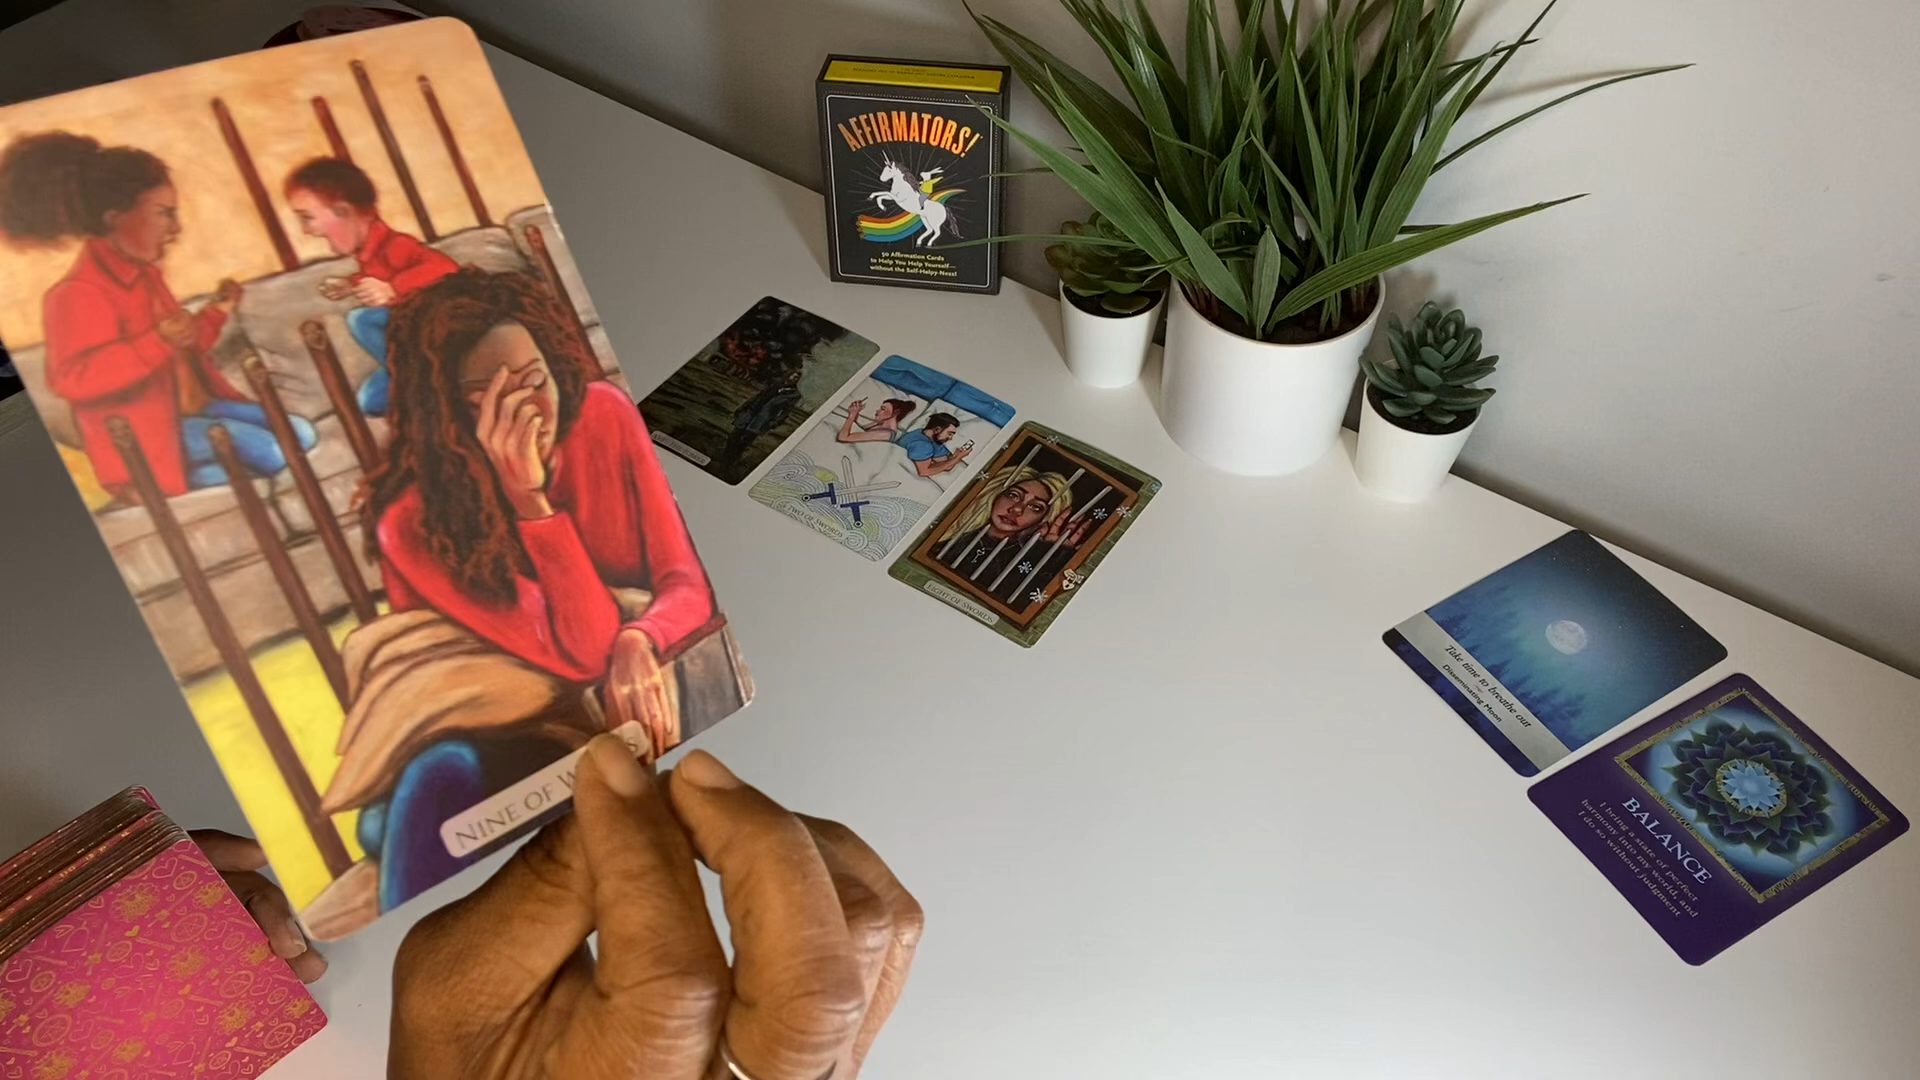 AFFIRMATORS!
50 Affirmation Cards
to Help You Help Yourself—
without the Self-Helpy-Ness!
TWO OF SWORDS
EIGHT OF SWORDS
NINE OF
Take time to breathe out
Disseminating Moon
BALANCE
I bring a state of perfect
harmony into my world, and
I do so without judgment